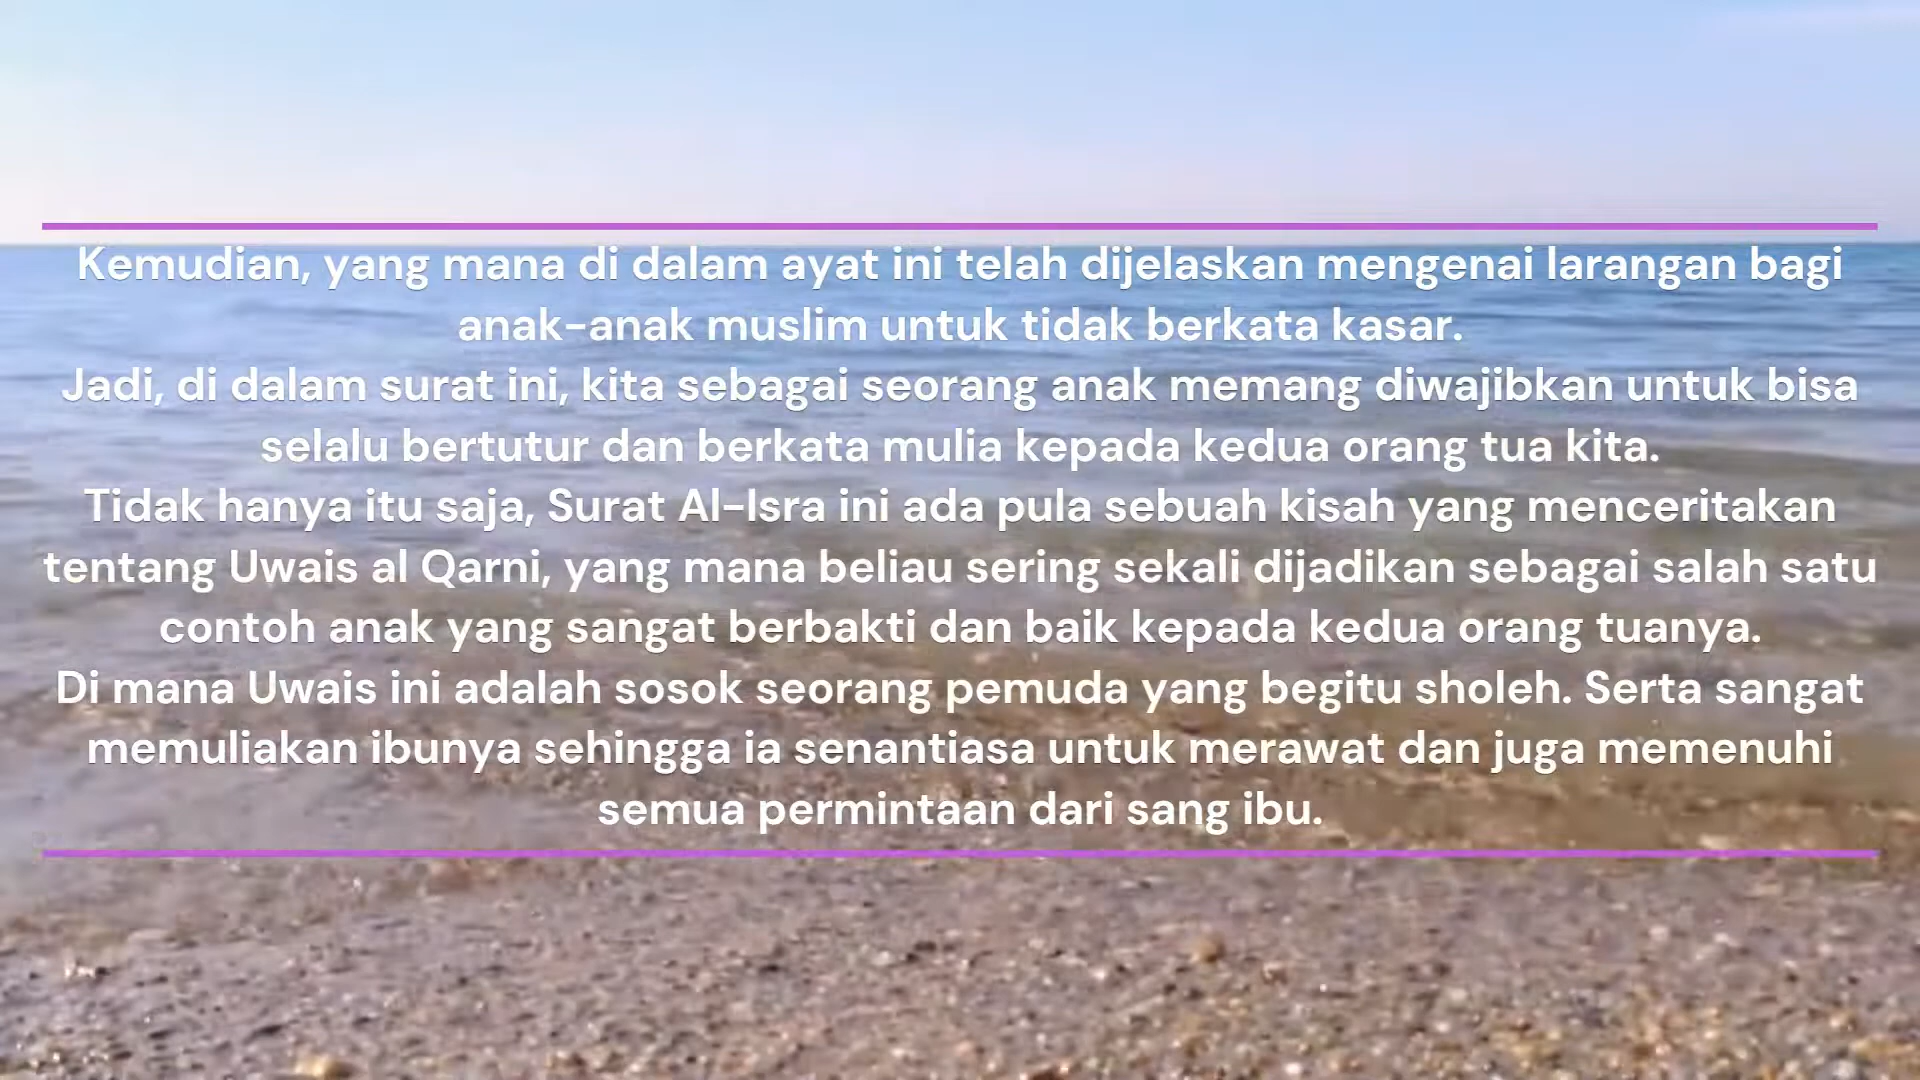 Kemudian, yang mana di dalam ayat ini telah dijelaskan mengenai larangan bagi
anak-anak muslim untuk tidak berkata kasar.
Jadi, di dalam surat ini, kita sebagai seorang anak memang diwajibkan untuk bisa
selalu bertutur dan berkata mulia kepada kedua orang tua kita.
Tidak hanya itu saja, Surat Al-Isra ini ada pula sebuah kisah yang menceritakan
tentang Uwais al Qarni, yang mana beliau sering sekali dijadikan sebagai salah satu
contoh anak yang sangat berbakti dan baik kepada kedua orang tuanya.
Di mana Uwais ini adalah sosok seorang pemuda yang begitu sholeh. Serta sangat
memuliakan ibunya sehingga ia senantiasa untuk merawat dan juga memenuhi
semua permintaan dari sang ibu.